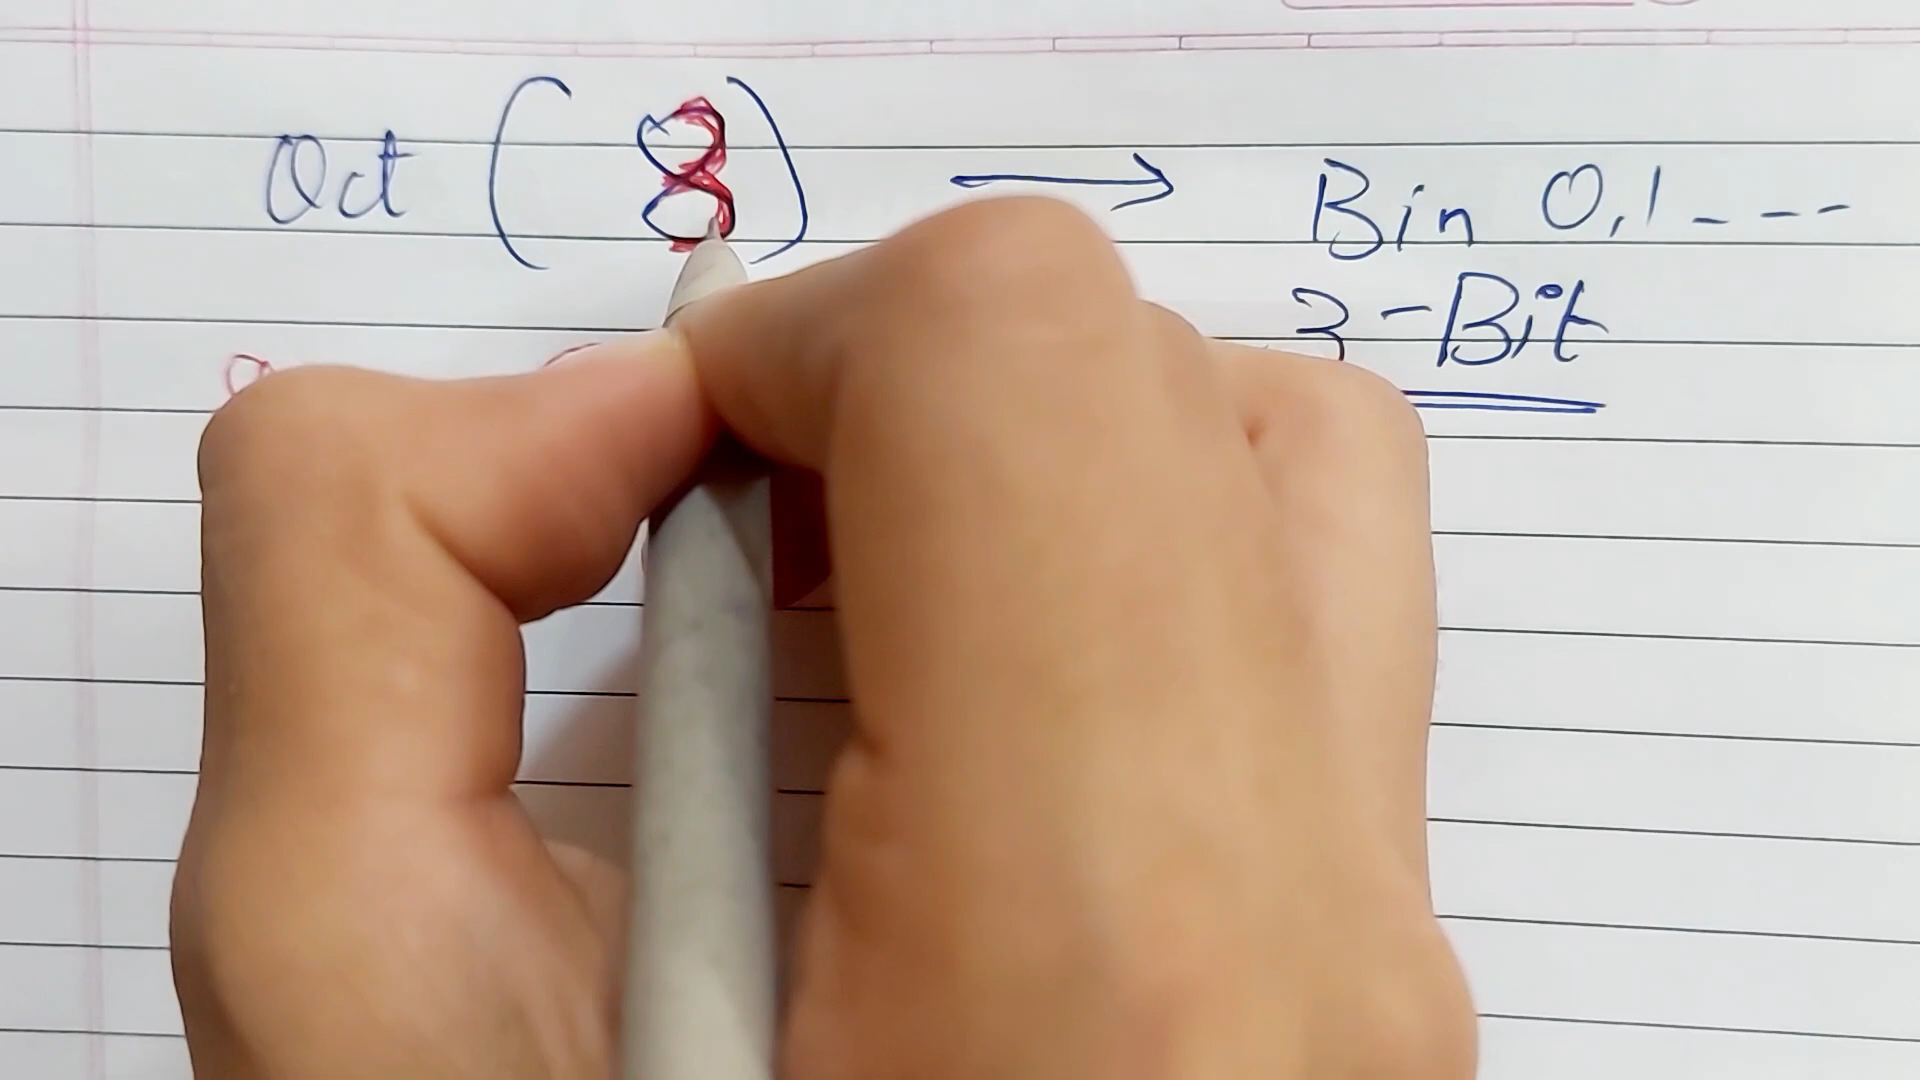 Oct ( 8 ) → Bin 0,1----
3-Bit